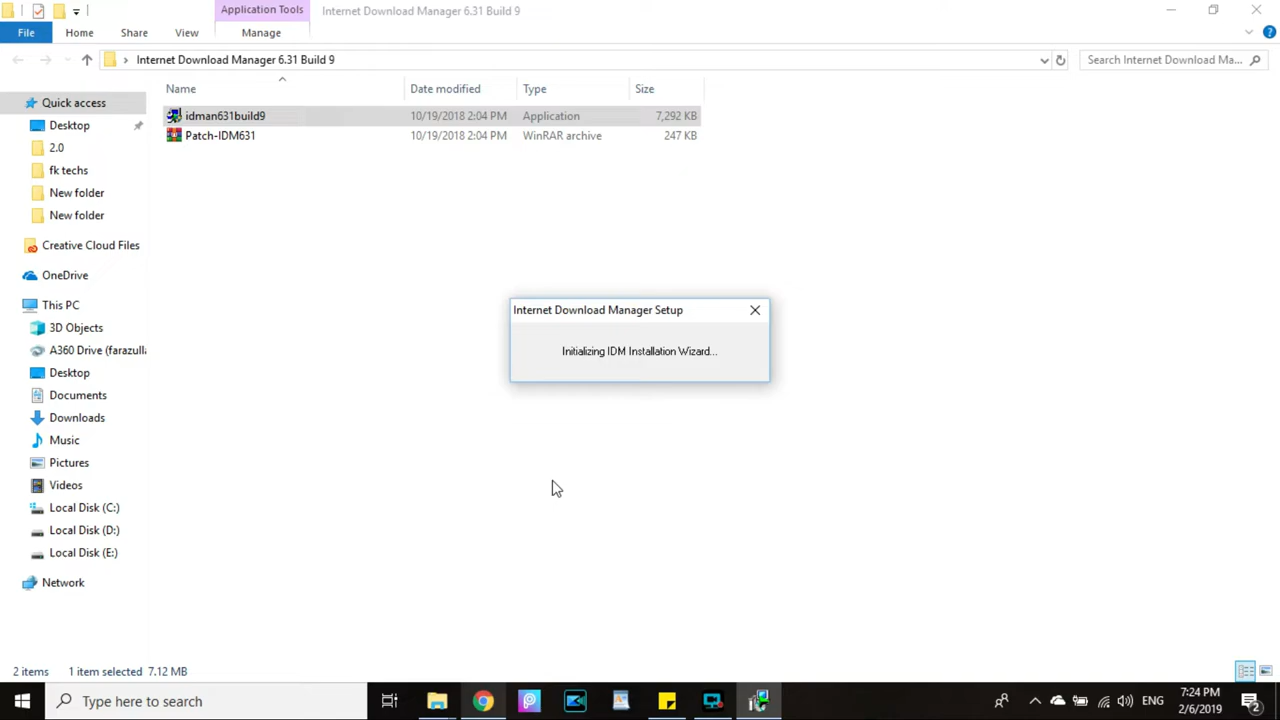 Application Tools
Internet Download Manager 6.31 Build 9
File
Home
Share
View
Manage
Internet Download Manager 6.31 Build 9
Search Internet Download Ma...
Name
Date modified
Type
Size
Quick access
idman631build9
10/19/2018 2:04 PM
Application
7,292 KB
Desktop
Patch-IDM631
10/19/2018 2:04 PM
WinRAR archive
247 KB
2.0
fk techs
New folder
New folder
Creative Cloud Files
OneDrive
This PC
3D Objects
A360 Drive (farazulla
Desktop
Documents
Downloads
Music
Pictures
Videos
Local Disk (C:)
Local Disk (D:)
Local Disk (E:)
Network
Internet Download Manager Setup
Initializing IDM Installation Wizard...
2 items
1 item selected 7.12 MB
Type here to search
ENG
7:24 PM
2/6/2019
2